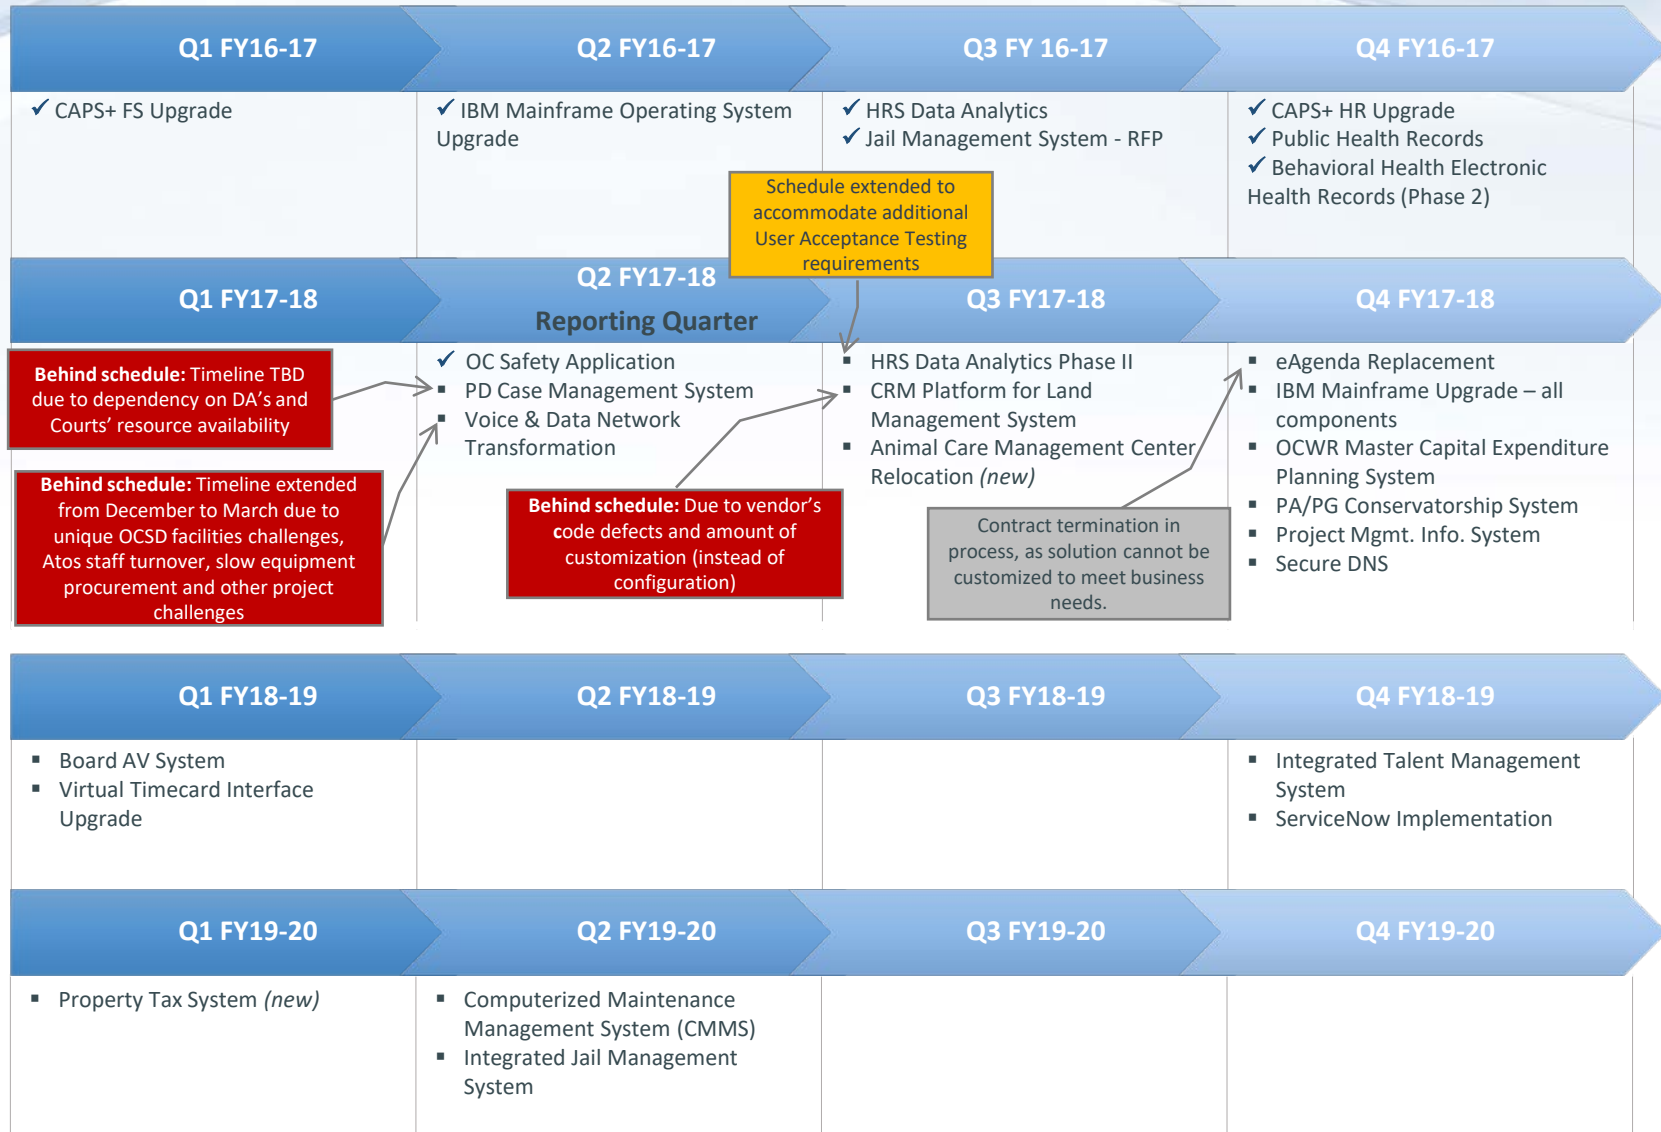 Q1 FY16-17
Q2 FY16-17
Q3 FY 16-17
Q4 FY16-17
✓ CAPS+ FS Upgrade
✓ IBM Mainframe Operating System
Upgrade
✓ HRS Data Analytics
✓ Jail Management System - RFP
✓ CAPS+ HR Upgrade
✓ Public Health Records
✓ Behavioral Health Electronic
Health Records (Phase 2)
Schedule extended to
accommodate additional
User Acceptance Testing
requirements
Q1 FY17-18
Q2 FY17-18
Reporting Quarter
Q3 FY17-18
Q4 FY17-18
Behind schedule: Timeline TBD
due to dependency on DA's and
Courts' resource availability
Behind schedule: Timeline extended
from December to March due to
unique OCSD facilities challenges,
Atos staff turnover, slow equipment
procurement and other project
challenges
✓ OC Safety Application
▪ PD Case Management System
▪ Voice & Data Network
Transformation
Behind schedule: Due to vendor's
code defects and amount of
customization (instead of
configuration)
▪ HRS Data Analytics Phase II
▪ CRM Platform for Land
Management System
▪ Animal Care Management Center
Relocation (new)
Contract termination in
process, as solution cannot be
customized to meet business
needs.
▪ eAgenda Replacement
▪ IBM Mainframe Upgrade – all
components
▪ OCWR Master Capital Expenditure
Planning System
▪ PA/PG Conservatorship System
▪ Project Mgmt. Info. System
▪ Secure DNS
Q1 FY18-19
Q2 FY18-19
Q3 FY18-19
Q4 FY18-19
▪ Board AV System
▪ Virtual Timecard Interface
Upgrade
▪ Integrated Talent Management
System
▪ ServiceNow Implementation
Q1 FY19-20
Q2 FY19-20
Q3 FY19-20
Q4 FY19-20
▪ Property Tax System (new)
▪ Computerized Maintenance
Management System (CMMS)
▪ Integrated Jail Management
System